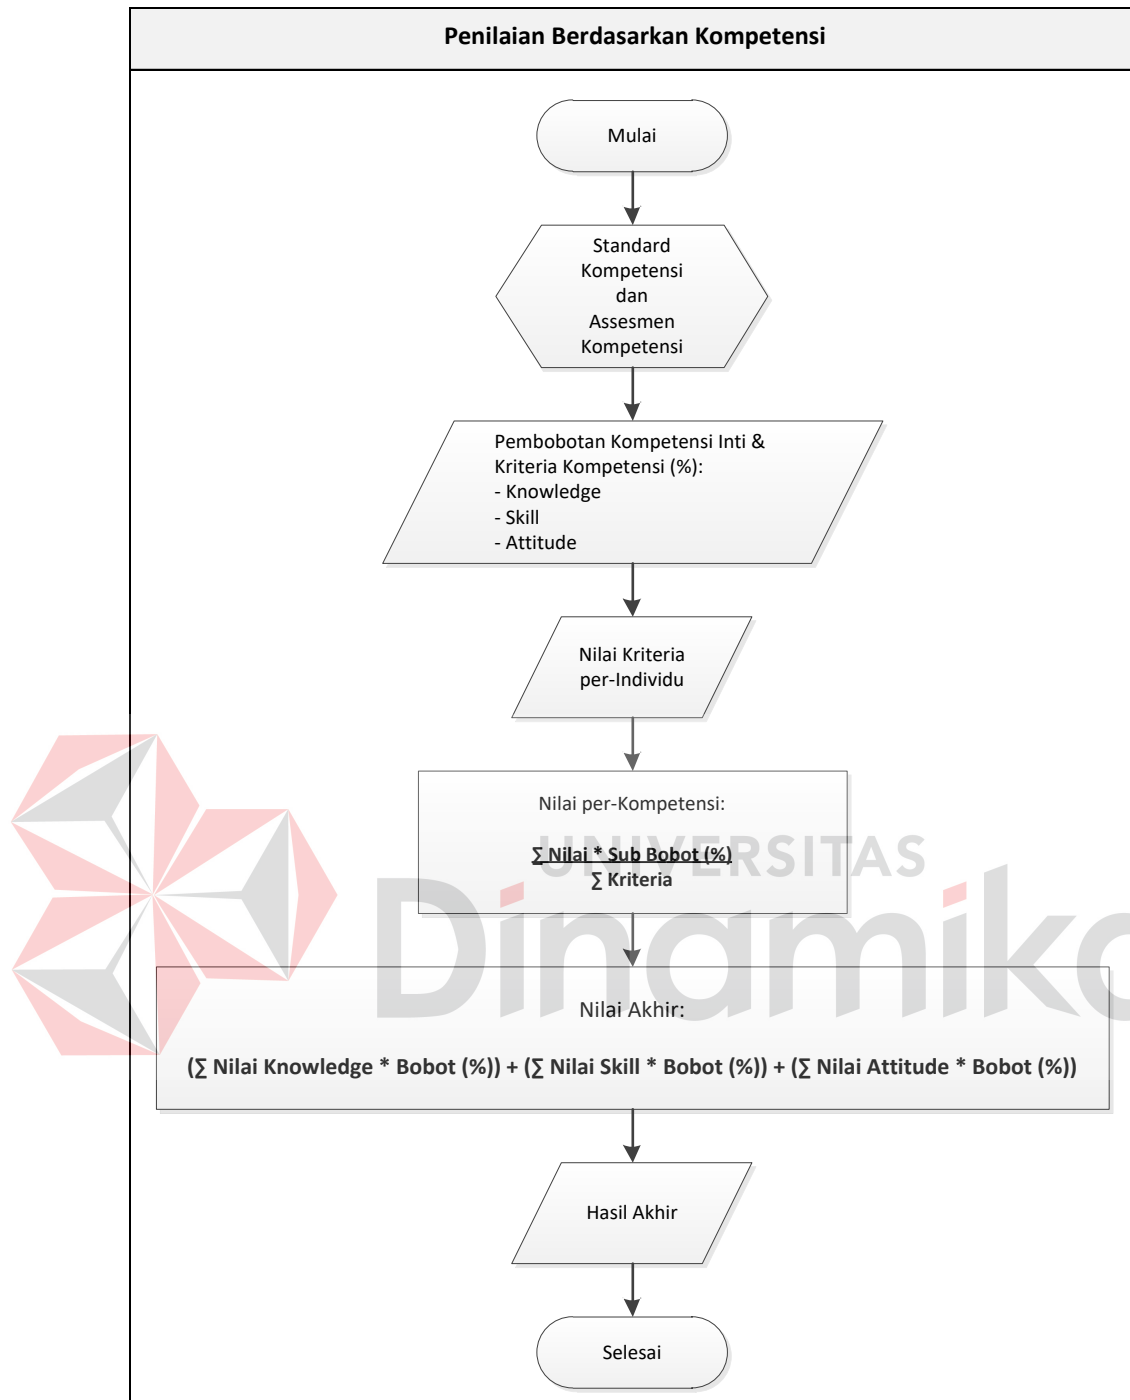 Penilaian Berdasarkan Kompetensi
Mulai
Standard
Kompetensi
dan
Assesmen
Kompetensi
Pembobotan Kompetensi Inti &
Kriteria Kompetensi (%):
- Knowledge
- Skill
- Attitude
Nilai Kriteria
per-Individu
Nilai per-Kompetensi:
∑ Nilai * Sub Bobot (%)
∑ Kriteria
UNIVERSITAS
Dinamika
Nilai Akhir:
(∑ Nilai Knowledge * Bobot (%)) + (∑ Nilai Skill * Bobot (%)) + (∑ Nilai Attitude * Bobot (%))
Hasil Akhir
Selesai